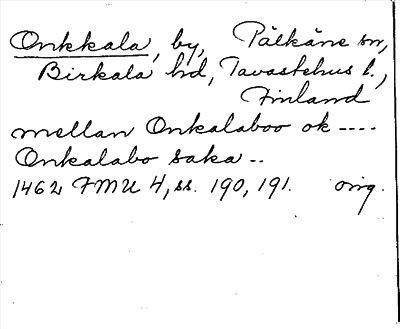 Onkkala, by, Pälkäne sn,
Birkala hd, Tavastehus l.,
Finland
mellan Onkalaboo ok ----
Onkalabo saka --
1462 FMU 4, ss. 190, 191. orig.